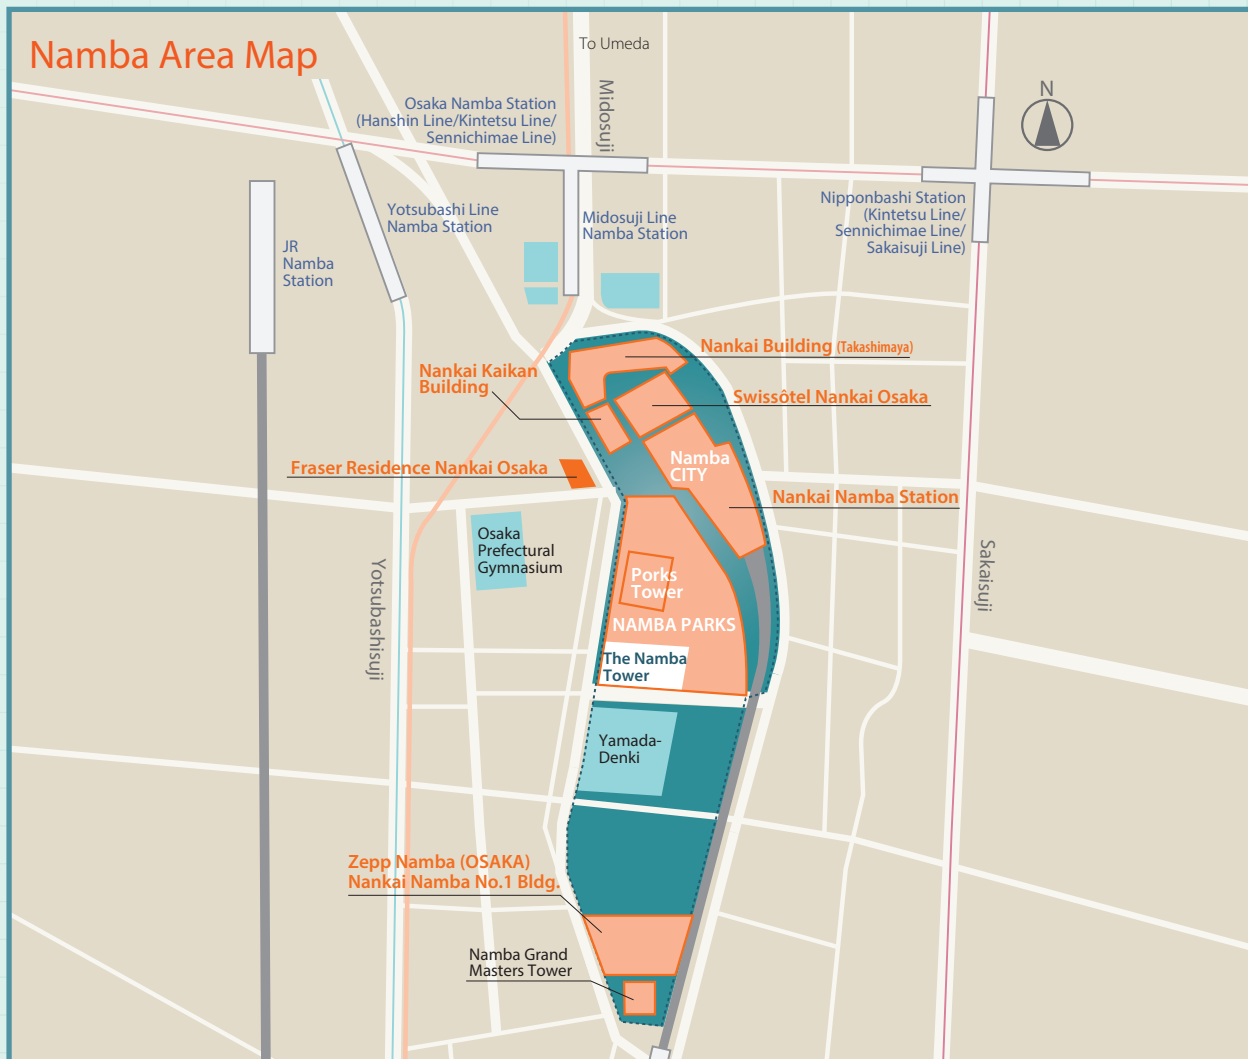 Namba Area Map
To Umeda
Midosuji
N
Osaka Namba Station
(Hanshin Line/Kintetsu Line/
Sennichimae Line)
Yotsubashi Line
Namba Station
Midosuji Line
Namba Station
Nipponbashi Station
(Kintetsu Line/
Sennichimae Line/
Sakaisuji Line)
JR
Namba
Station
Nankai Building (Takashimaya)
Nankai Kaikan
Building
Swissôtel Nankai Osaka
Namba
CITY
Fraser Residence Nankai Osaka
Nankai Namba Station
Osaka
Prefectural
Gymnasium
Sakaisuji
Yotsubashisuji
Porks
Tower
NAMBA PARKS
The Namba
Tower
Yamada-
Denki
Zepp Namba (OSAKA)
Nankai Namba No.1 Bldg.
Namba Grand
Masters Tower